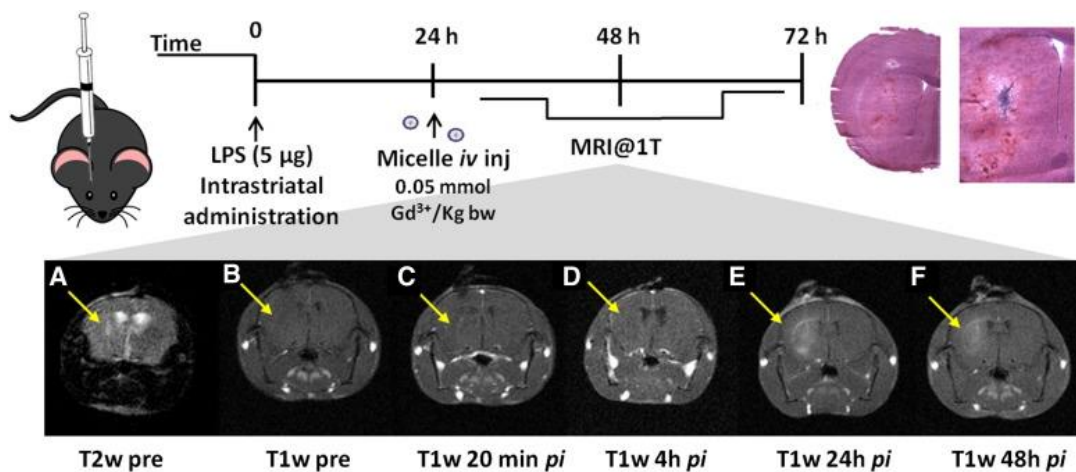 Time
0
24 h
48 h
72 h
LPS (5 µg)
Intrastriatal
administration
Micelle iv inj
0.05 mmol
Gd³⁺/Kg bw
MRI@1T
A
B
C
D
E
F
T2w pre
T1w pre
T1w 20 min pi
T1w 4h pi
T1w 24h pi
T1w 48h pi